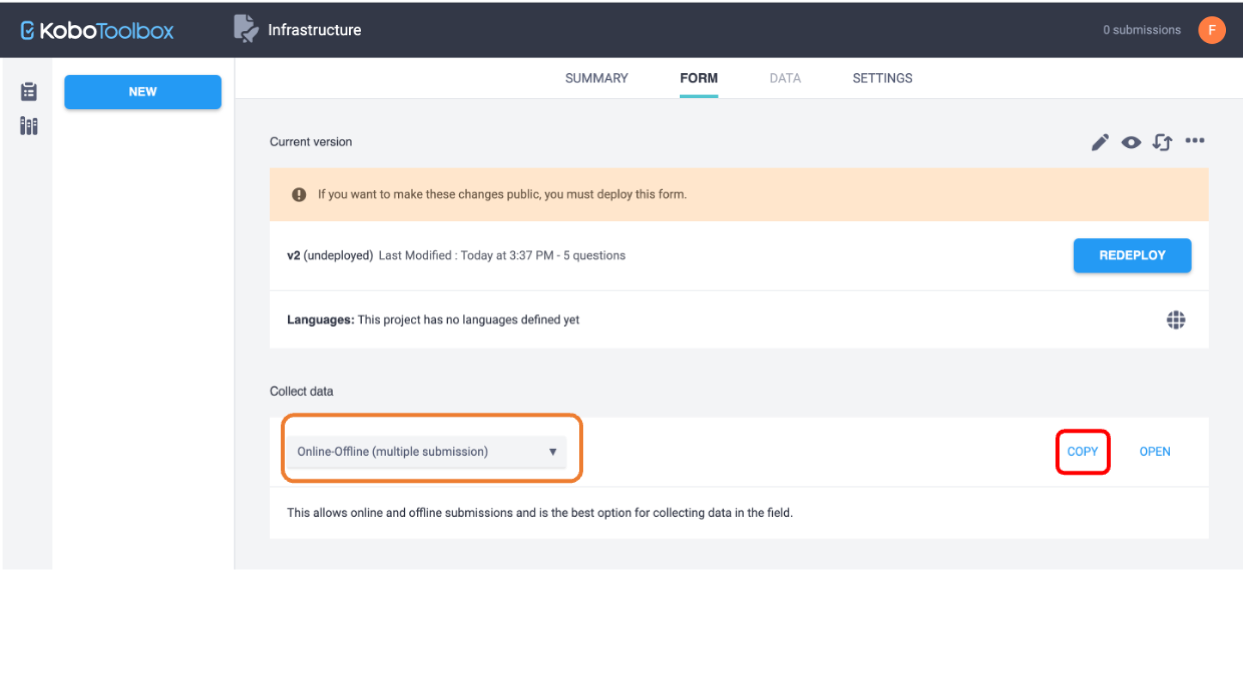 KoboToolbox Infrastructure 0 submissions F
NEW SUMMARY FORM DATA SETTINGS
Current version
If you want to make these changes public, you must deploy this form.
v2 (undeployed) Last Modified : Today at 3:37 PM - 5 questions REDEPLOY
Languages: This project has no languages defined yet
Collect data
Online-Offline (multiple submission) COPY OPEN
This allows online and offline submissions and is the best option for collecting data in the field.